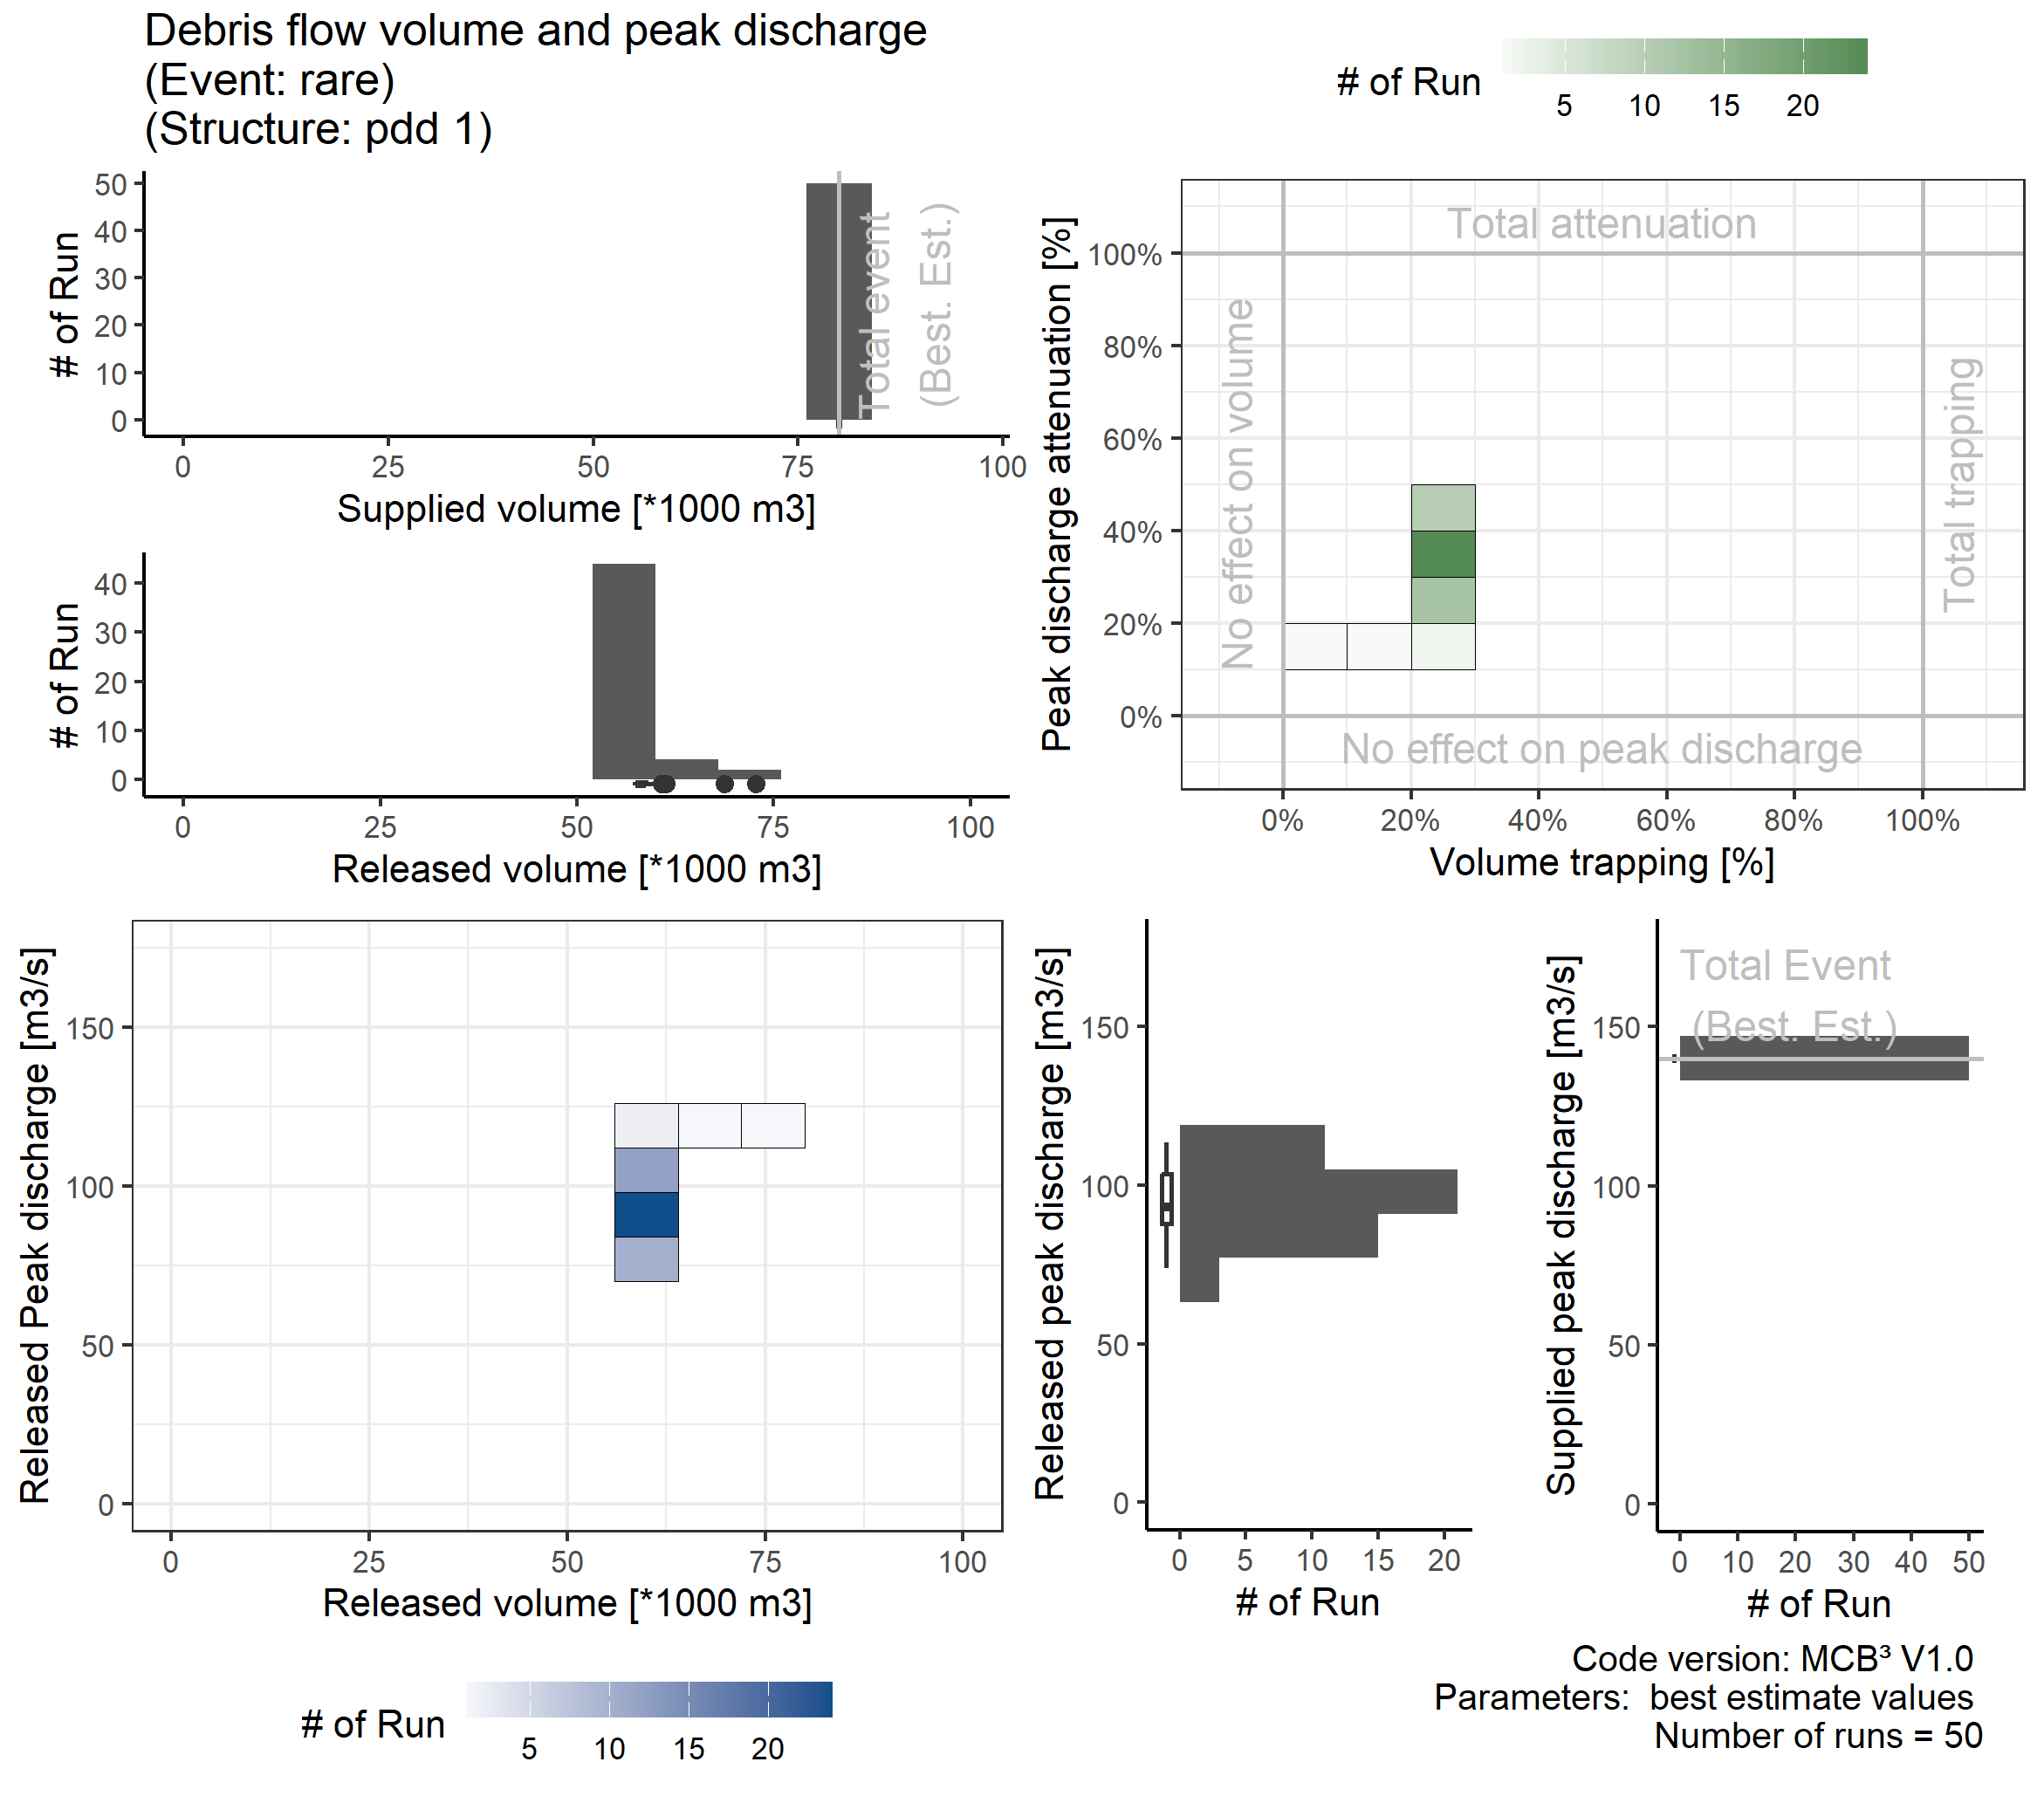 Debris flow volume and peak discharge
(Event: rare)
(Structure: pdd 1)
# of Run
5 10 15 20
# of Run
50
40
30
20
10
0
Total event
(Best. Est.)
0 25 50 75 100
Supplied volume [*1000 m3]
# of Run
40
30
20
10
0
0 25 50 75 100
Released volume [*1000 m3]
Peak discharge attenuation [%]
100%
80%
60%
40%
20%
0%
Total attenuation
No effect on volume
Total trapping
No effect on peak discharge
0% 20% 40% 60% 80% 100%
Volume trapping [%]
Released Peak discharge [m3/s]
150
100
50
0
0 25 50 75 100
Released volume [*1000 m3]
# of Run
5 10 15 20
Released peak discharge [m3/s]
150
100
50
0
0 5 10 15 20
# of Run
Supplied peak discharge [m3/s]
150
100
50
0
Total Event
(Best. Est.)
0 10 20 30 40 50
# of Run
Code version: MCB³ V1.0
Parameters:  best estimate values
Number of runs = 50